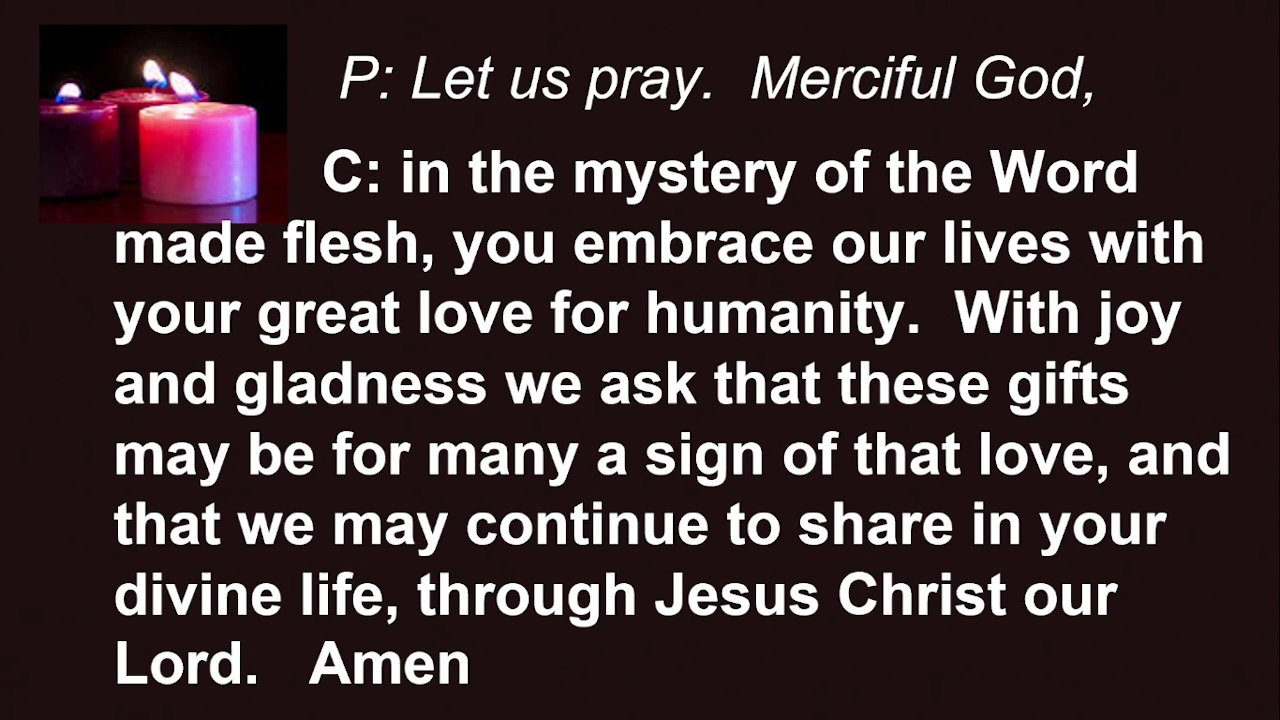 P: Let us pray.  Merciful God,
C: in the mystery of the Word
made flesh, you embrace our lives with
your great love for humanity.  With joy
and gladness we ask that these gifts
may be for many a sign of that love, and
that we may continue to share in your
divine life, through Jesus Christ our
Lord.   Amen